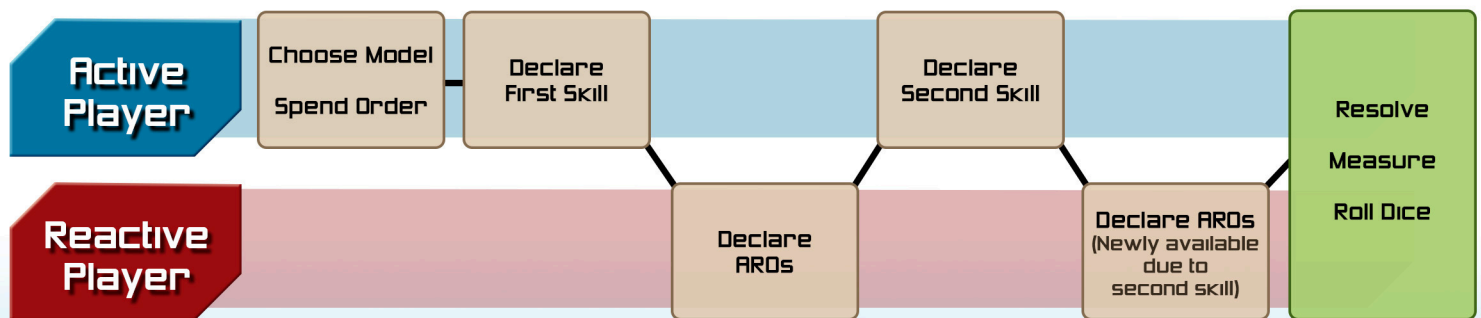 Active
Player
Choose Model
Spend Order
Declare
First Skill
Declare
Second Skill
Resolve
Measure
Roll Dice
Reactive
Player
Declare
AROs
Declare AROs
(Newly available
due to
second skill)